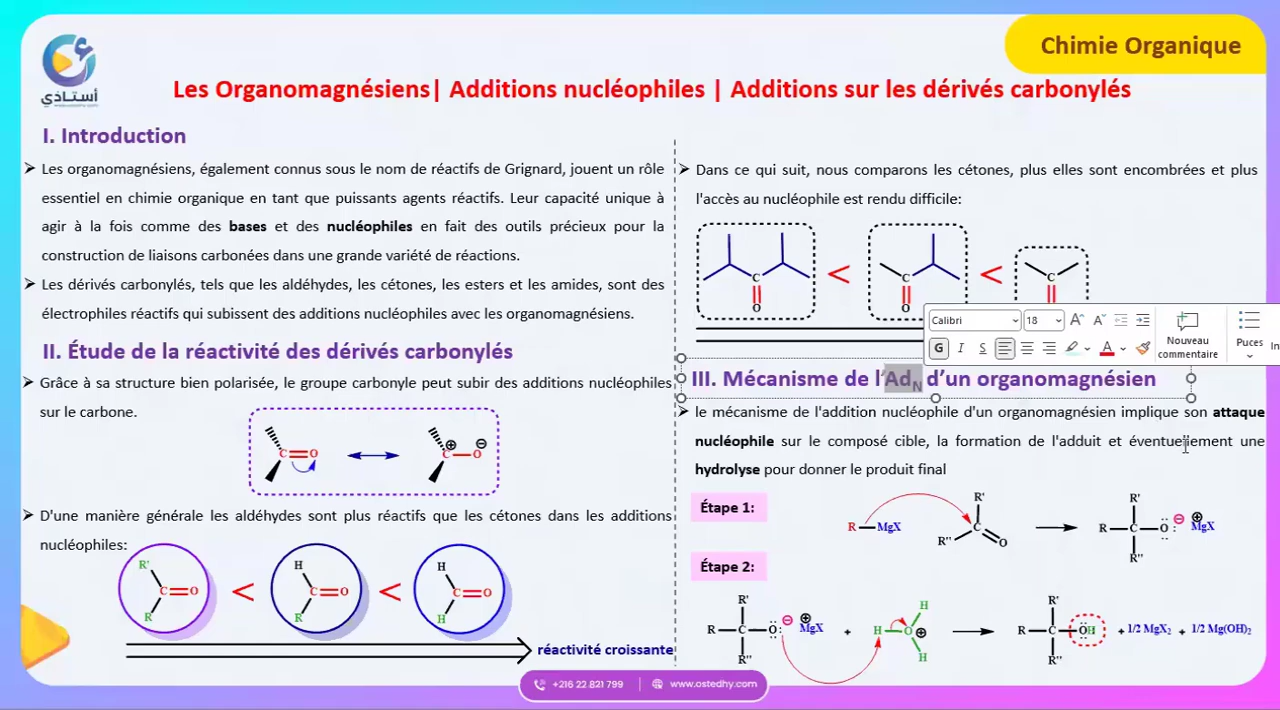 Chimie Organique
أستاذي
Les Organomagnésiens| Additions nucléophiles | Additions sur les dérivés carbonylés
I. Introduction
Les organomagnésiens, également connus sous le nom de réactifs de Grignard, jouent un rôle
essentiel en chimie organique en tant que puissants agents réactifs. Leur capacité unique à
agir à la fois comme des bases et des nucléophiles en fait des outils précieux pour la
construction de liaisons carbonées dans une grande variété de réactions.
Les dérivés carbonylés, tels que les aldéhydes, les cétones, les esters et les amides, sont des
électrophiles réactifs qui subissent des additions nucléophiles avec les organomagnésiens.
II. Étude de la réactivité des dérivés carbonylés
Grâce à sa structure bien polarisée, le groupe carbonyle peut subir des additions nucléophiles
sur le carbone.
C O C O
D'une manière générale les aldéhydes sont plus réactifs que les cétones dans les additions
nucléophiles:
R' C O R < H C O R < H C O H
réactivité croissante
Dans ce qui suit, nous comparons les cétones, plus elles sont encombrées et plus
l'accès au nucléophile est rendu difficile:
C O < C O < C
Calibri 18 A A
G I S A
Nouveau
commentaire
Puces
III. Mécanisme de l'AdN d'un organomagnésien
le mécanisme de l'addition nucléophile d'un organomagnésien implique son attaque
nucléophile sur le composé cible, la formation de l'adduit et éventuellement une
hydrolyse pour donner le produit final
Étape 1:
R—MgX R' C R'' O R' R—C—O MgX R''
Étape 2:
R' R—C—O: MgX R'' + H—O H H R' R—C—OH R'' + 1/2 MgX2 + 1/2 Mg(OH)2
+216 22 821 799 | www.ostedhy.com